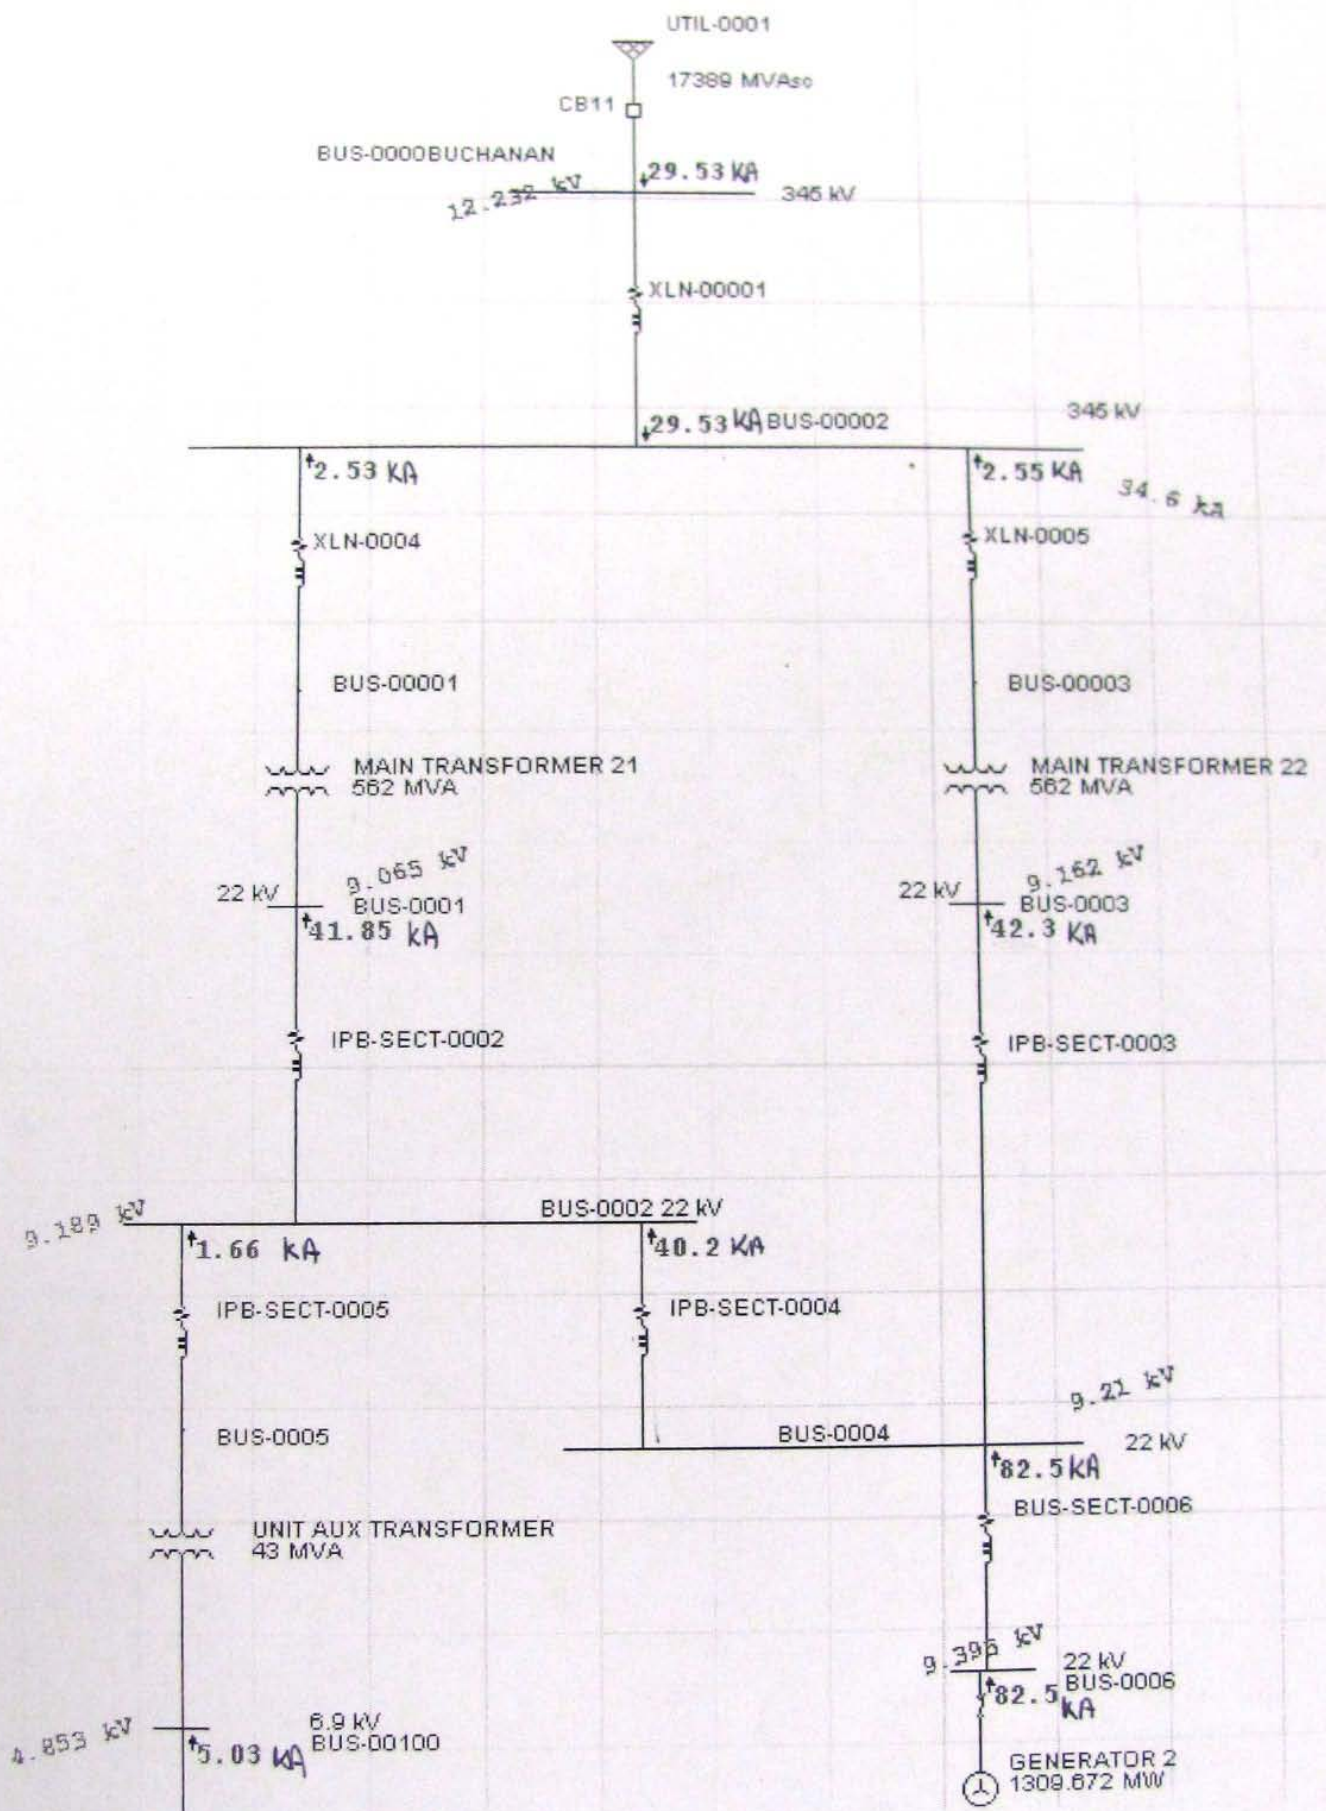 UTIL-0001
17389 MVAsc
CB11
BUS-0000BUCHANAN
29.53 KA
12.232 kV
345 kV
XLN-00001
29.53 KA BUS-00002
345 kV
2.53 KA
2.55 KA
34.6 kA
XLN-0004
XLN-0005
BUS-00001
BUS-00003
MAIN TRANSFORMER 21
562 MVA
MAIN TRANSFORMER 22
562 MVA
9.065 kV
22 kV
BUS-0001
41.85 KA
9.162 kV
22 kV
BUS-0003
42.3 KA
IPB-SECT-0002
IPB-SECT-0003
9.189 kV
BUS-0002 22 kV
1.66 KA
40.2 KA
IPB-SECT-0005
IPB-SECT-0004
9.21 kV
BUS-0005
BUS-0004
22 kV
82.5 KA
BUS-SECT-0006
UNIT AUX TRANSFORMER
43 MVA
9.395 kV
22 kV
BUS-0006
82.5
KA
4.853 kV
6.9 kV
BUS-00100
5.03 KA
GENERATOR 2
1309.672 MW